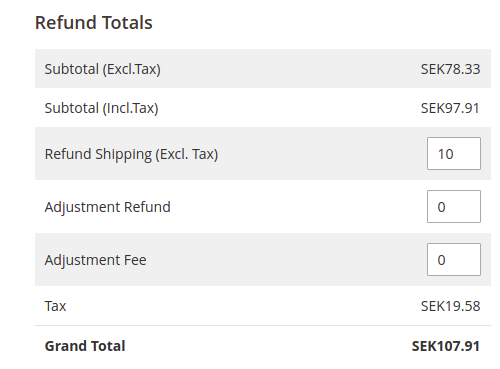 Refund Totals
Subtotal (Excl.Tax) SEK78.33
Subtotal (Incl.Tax) SEK97.91
Refund Shipping (Excl. Tax) 10
Adjustment Refund 0
Adjustment Fee 0
Tax SEK19.58
Grand Total SEK107.91